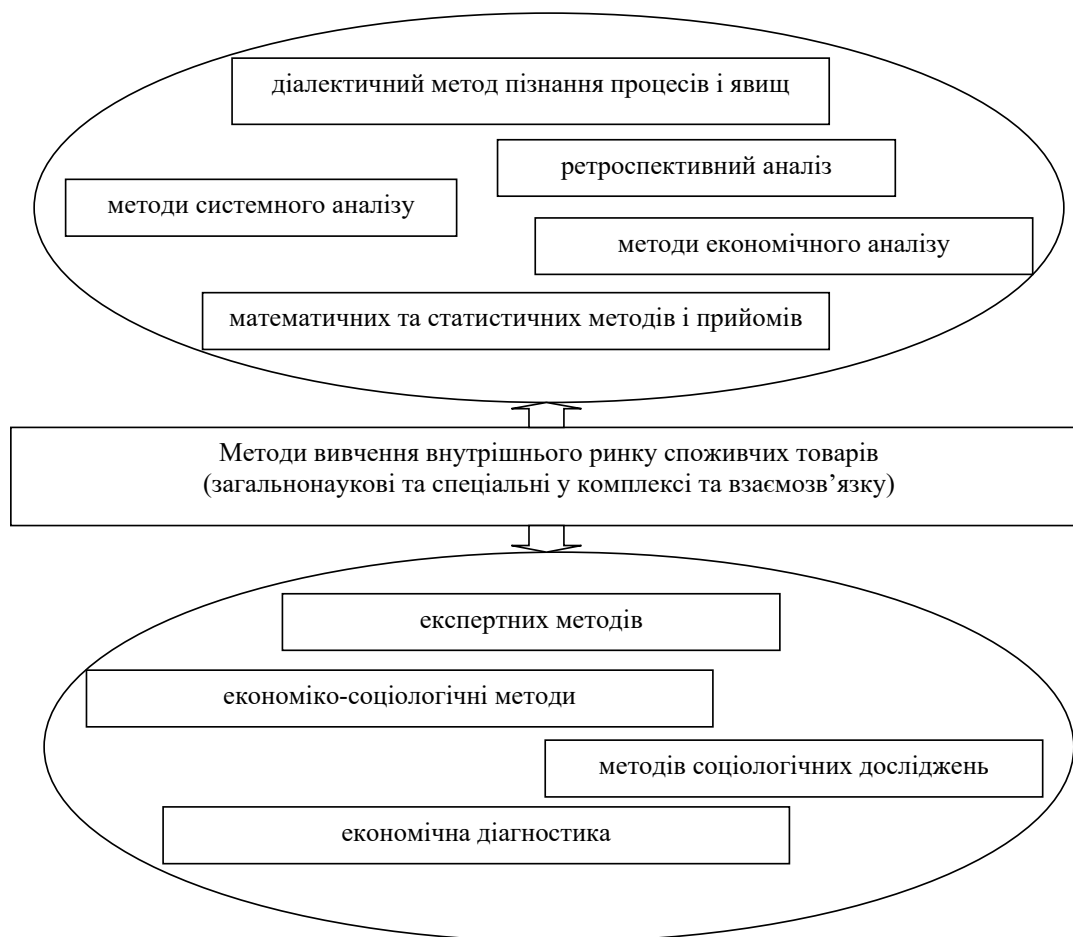 діалектичний метод пізнання процесів і явищ
ретроспективний аналіз
методи системного аналізу
методи економічного аналізу
математичних та статистичних методів і прийомів
Методи вивчення внутрішнього ринку споживчих товарів
(загальнонаукові та спеціальні у комплексі та взаємозв’язку)
експертних методів
економіко-соціологічні методи
методів соціологічних досліджень
економічна діагностика